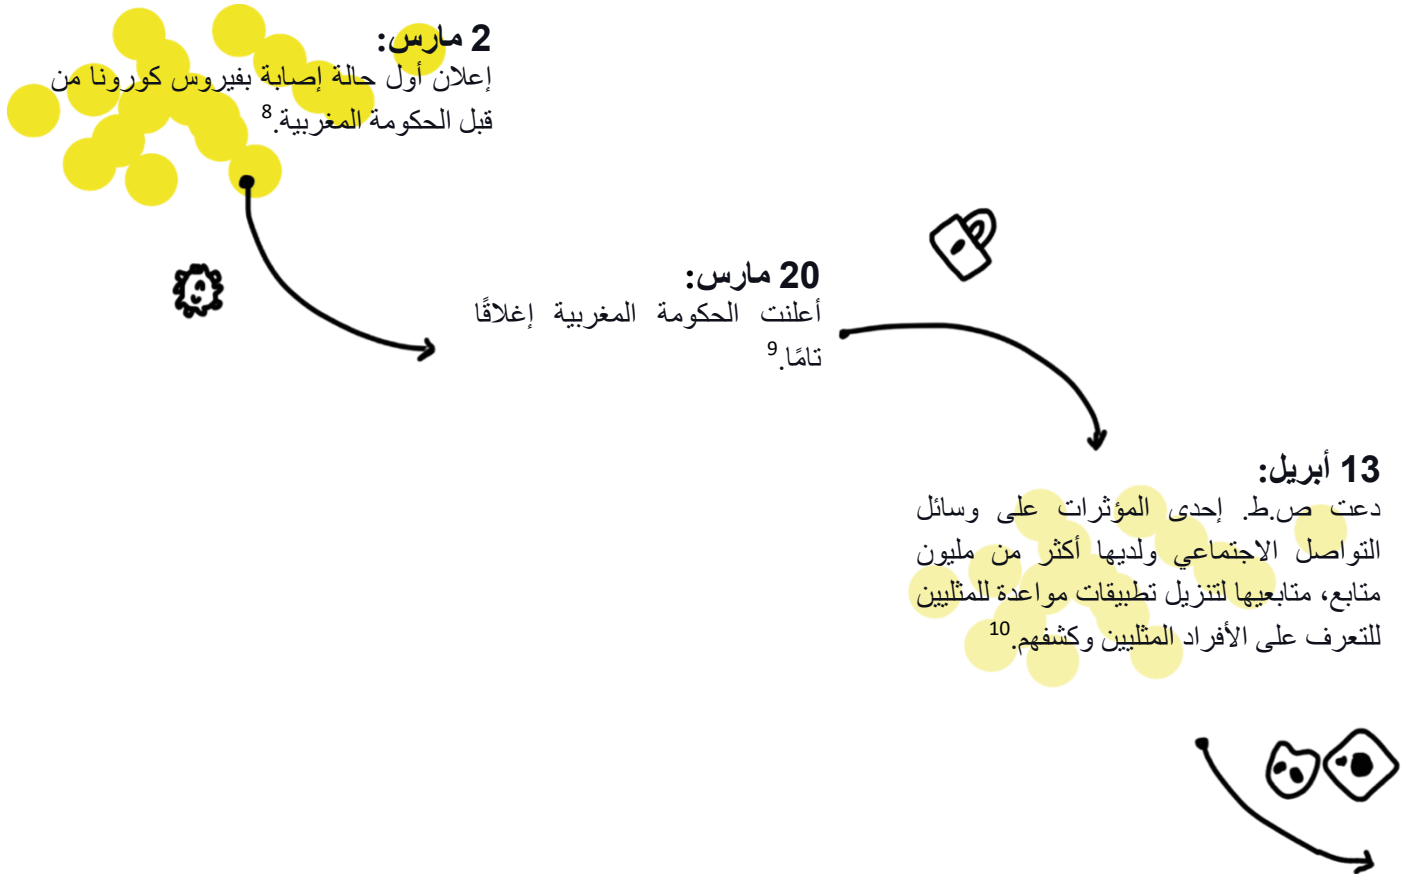 2 مارس:
إعلان أول حالة إصابة بفيروس كورونا من
قبل الحكومة المغربية.8
20 مارس:
أعلنت الحكومة المغربية إغلاقًا
تامًا.9
13 أبريل:
دعت ص.ط. إحدى المؤثرات على وسائل
التواصل الاجتماعي ولديها أكثر من مليون
متابع، متابعيها لتنزيل تطبيقات مواعدة للمثليين
للتعرف على الأفراد المثليين وكشفهم.10